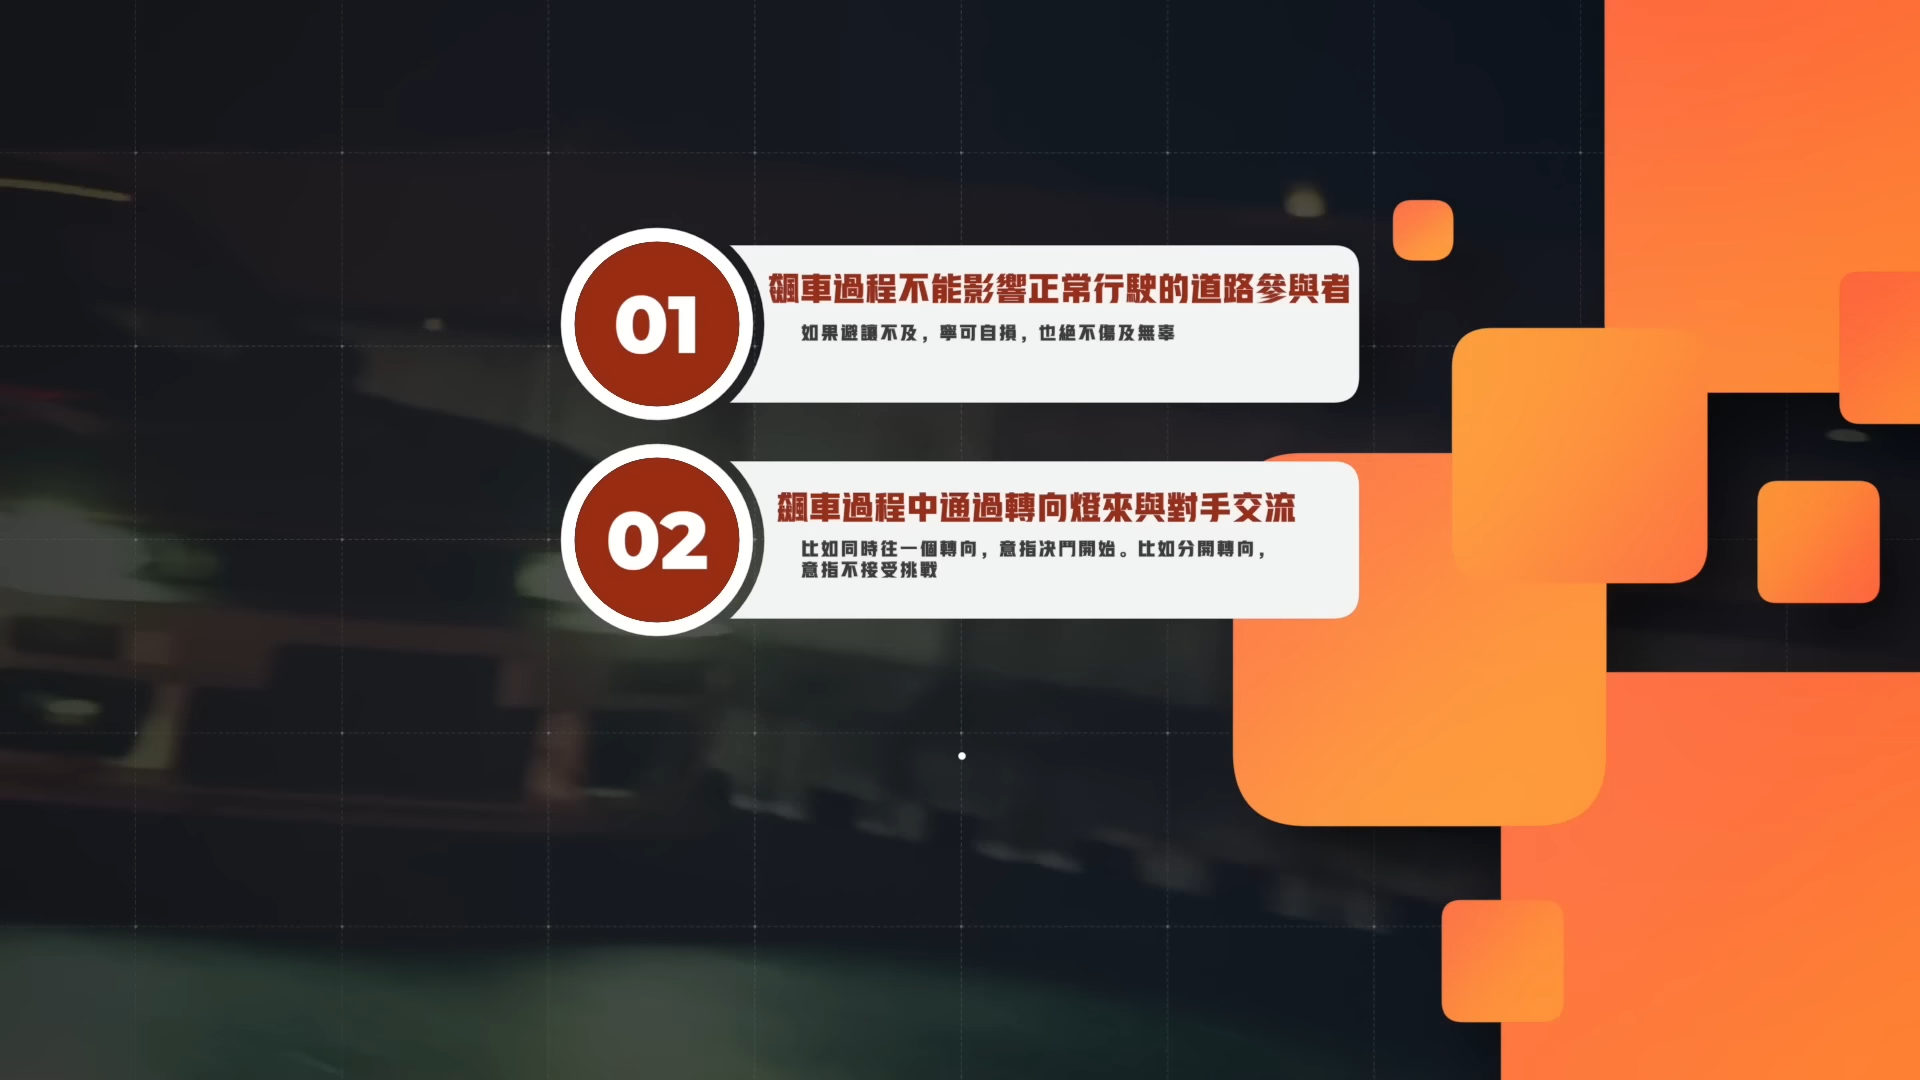 01
飆車過程不能影響正常行駛的道路參與者
如果避讓不及，寧可自損，也絕不傷及無辜
02
飆車過程中通過轉向燈來與對手交流
比如同時往一個轉向，意指決鬥開始。比如分開轉向，
意指不接受挑戰